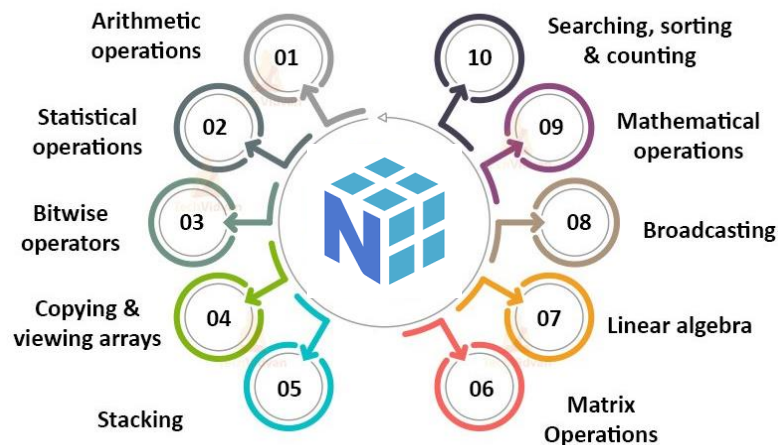 Arithmetic
operations
01
Statistical
operations
02
Bitwise
operators
03
Copying &
viewing arrays
04
Stacking
05
Matrix
Operations
06
Linear algebra
07
Broadcasting
08
Mathematical
operations
09
Searching, sorting
& counting
10
N